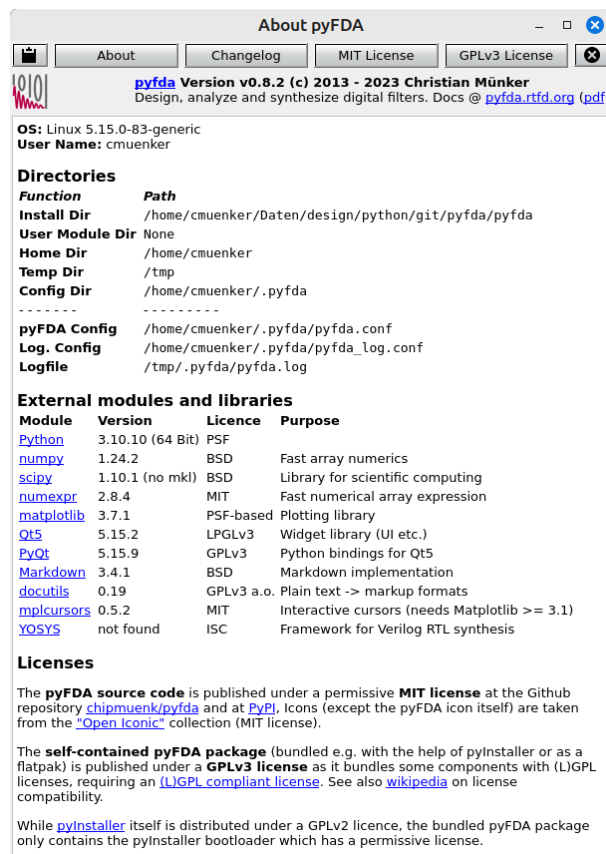 About pyFDA
About Changelog MIT License GPLv3 License
pyfda Version v0.8.2 (c) 2013 - 2023 Christian Münker
Design, analyze and synthesize digital filters. Docs @ pyfda.rtfd.org (pdf
OS: Linux 5.15.0-83-generic
User Name: cmuenker
Directories
Function Path
Install Dir /home/cmuenker/Daten/design/python/git/pyfda/pyfda
User Module Dir None
Home Dir /home/cmuenker
Temp Dir /tmp
Config Dir /home/cmuenker/.pyfda
------- ---------
pyFDA Config /home/cmuenker/.pyfda/pyfda.conf
Log. Config /home/cmuenker/.pyfda/pyfda_log.conf
Logfile /tmp/.pyfda/pyfda.log
External modules and libraries
Module Version Licence Purpose
Python 3.10.10 (64 Bit) PSF
numpy 1.24.2 BSD Fast array numerics
scipy 1.10.1 (no mkl) BSD Library for scientific computing
numexpr 2.8.4 MIT Fast numerical array expression
matplotlib 3.7.1 PSF-based Plotting library
Qt5 5.15.2 LPGLv3 Widget library (UI etc.)
PyQt 5.15.9 GPLv3 Python bindings for Qt5
Markdown 3.4.1 BSD Markdown implementation
docutils 0.19 GPLv3 a.o. Plain text -> markup formats
mplcursors 0.5.2 MIT Interactive cursors (needs Matplotlib >= 3.1)
YOSYS not found ISC Framework for Verilog RTL synthesis
Licenses
The pyFDA source code is published under a permissive MIT license at the Github
repository chipmuenk/pyfda and at PyPI, Icons (except the pyFDA icon itself) are taken
from the "Open Iconic" collection (MIT license).
The self-contained pyFDA package (bundled e.g. with the help of pyInstaller or as a
flatpak) is published under a GPLv3 license as it bundles some components with (L)GPL
licenses, requiring an (L)GPL compliant license. See also wikipedia on license
compatibility.
While pyInstaller itself is distributed under a GPLv2 licence, the bundled pyFDA package
only contains the pyInstaller bootloader which has a permissive license.